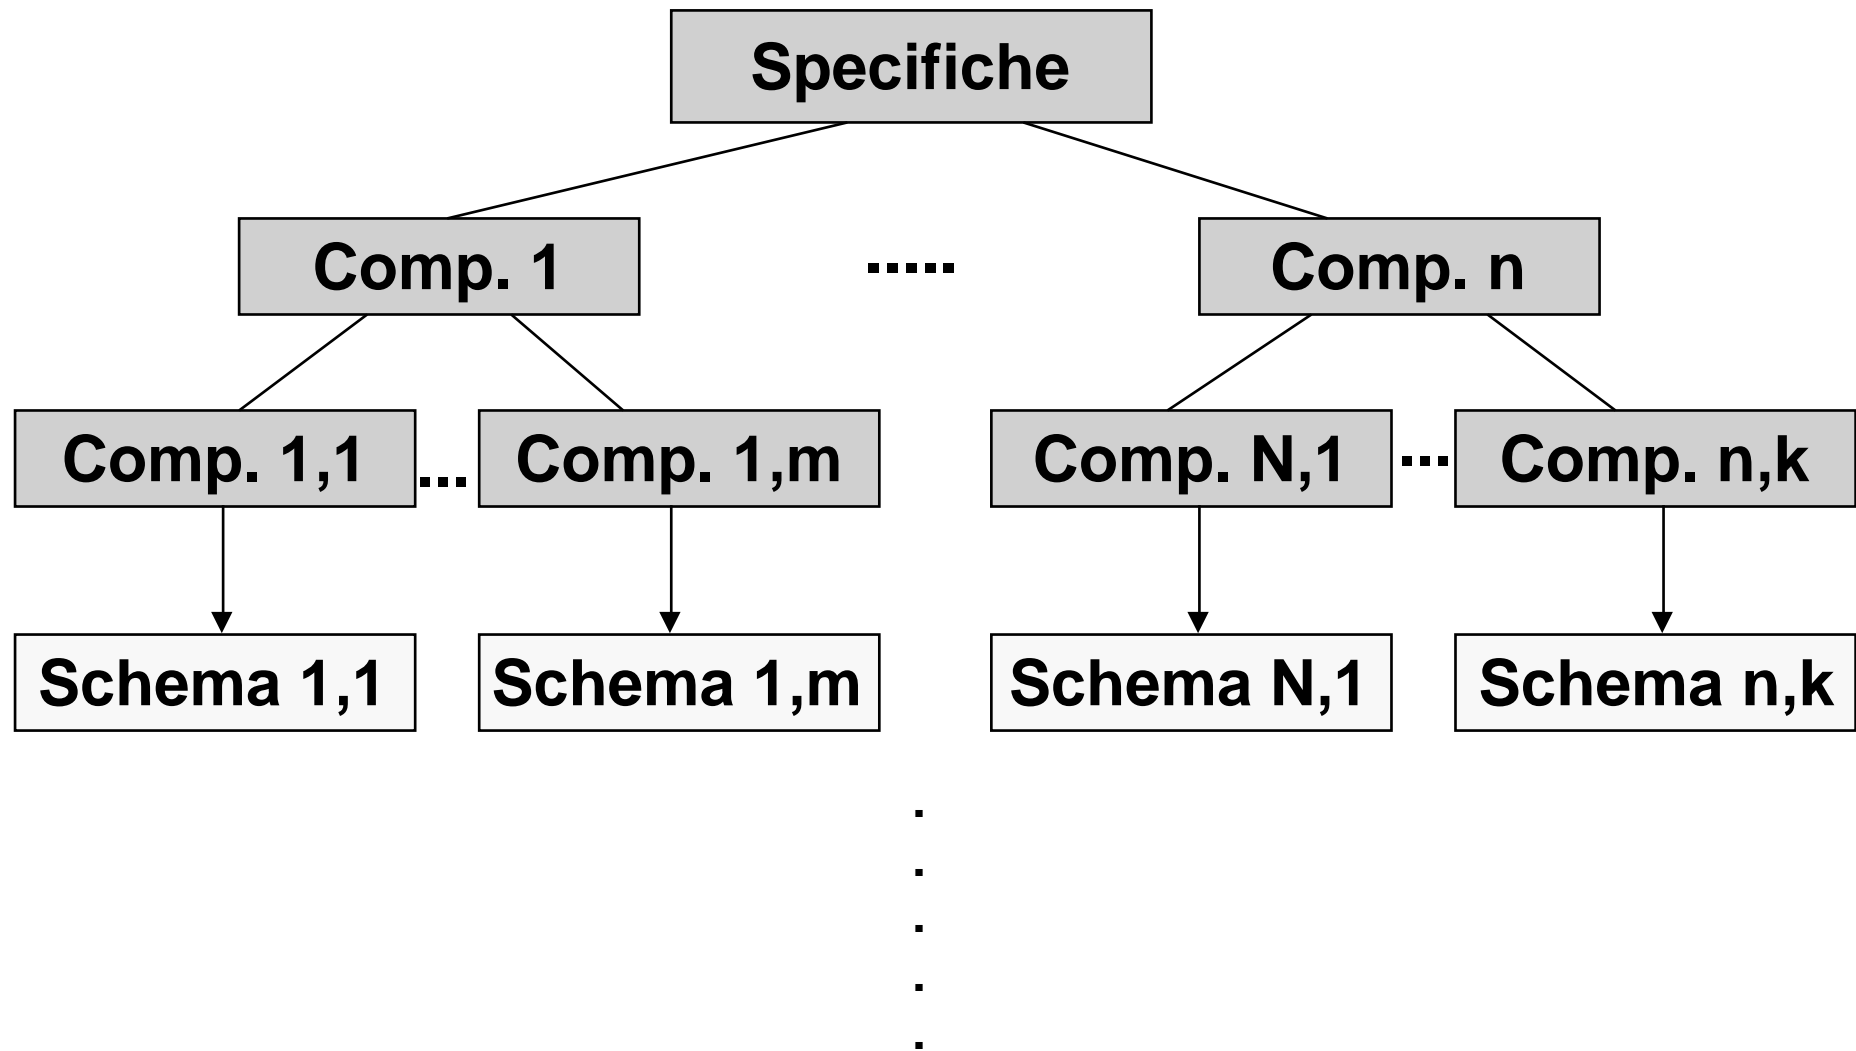 Specifiche
Comp. 1 ..... Comp. n
Comp. 1,1 ... Comp. 1,m Comp. N,1 ... Comp. n,k
Schema 1,1 Schema 1,m Schema N,1 Schema n,k
.
.
.
.
.